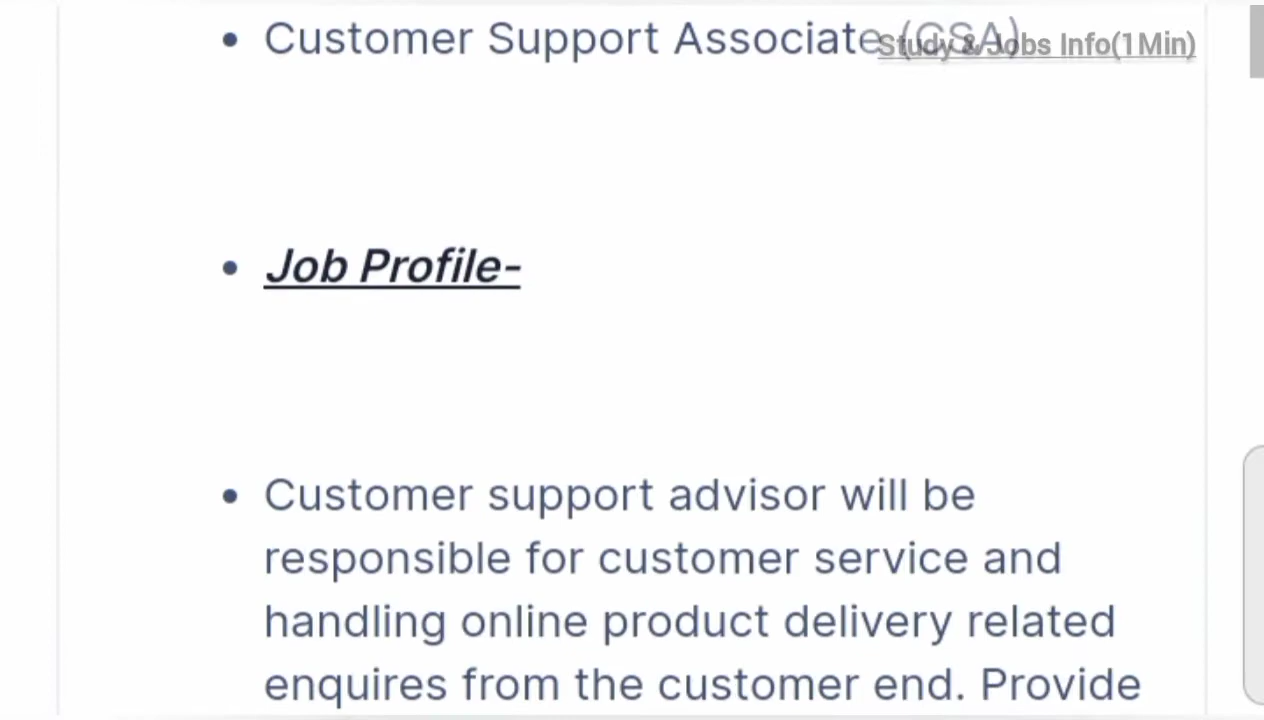 Customer Support Associate (CSA)
Study & Jobs Info(1Min)
Job Profile-
Customer support advisor will be
responsible for customer service and
handling online product delivery related
enquires from the customer end. Provide